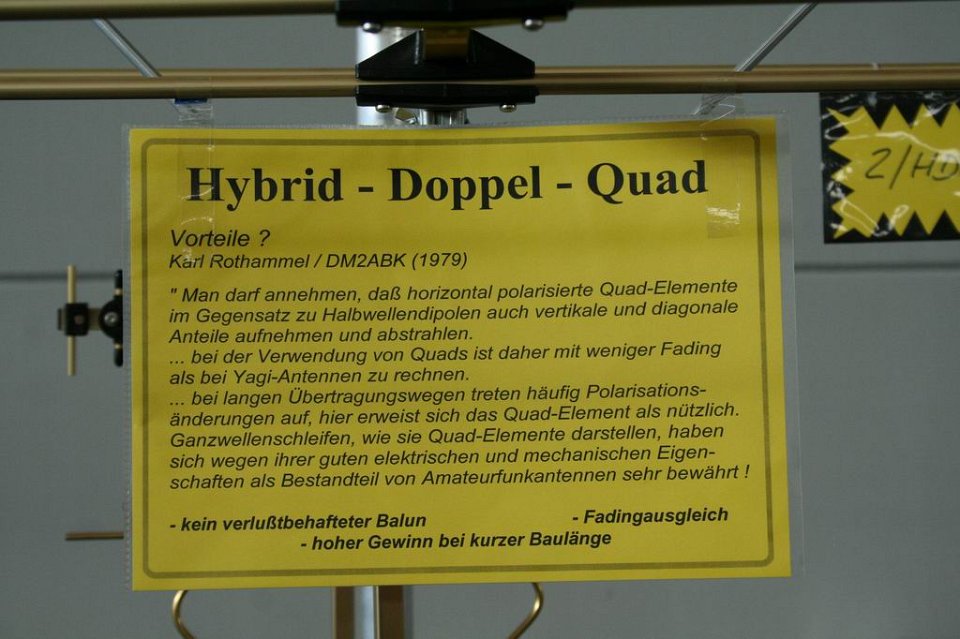 Hybrid - Doppel - Quad
2/HD
Vorteile ?
Karl Rothammel / DM2ABK (1979)
" Man darf annehmen, daß horizontal polarisierte Quad-Elemente
im Gegensatz zu Halbwellendipolen auch vertikale und diagonale
Anteile aufnehmen und abstrahlen.
... bei der Verwendung von Quads ist daher mit weniger Fading
als bei Yagi-Antennen zu rechnen.
... bei langen Übertragungswegen treten häufig Polarisations-
änderungen auf, hier erweist sich das Quad-Element als nützlich.
Ganzwellenschleifen, wie sie Quad-Elemente darstellen, haben
sich wegen ihrer guten elektrischen und mechanischen Eigen-
schaften als Bestandteil von Amateurfunkantennen sehr bewährt !
- kein verlußtbehafteter Balun
- Fadingausgleich
- hoher Gewinn bei kurzer Baulänge